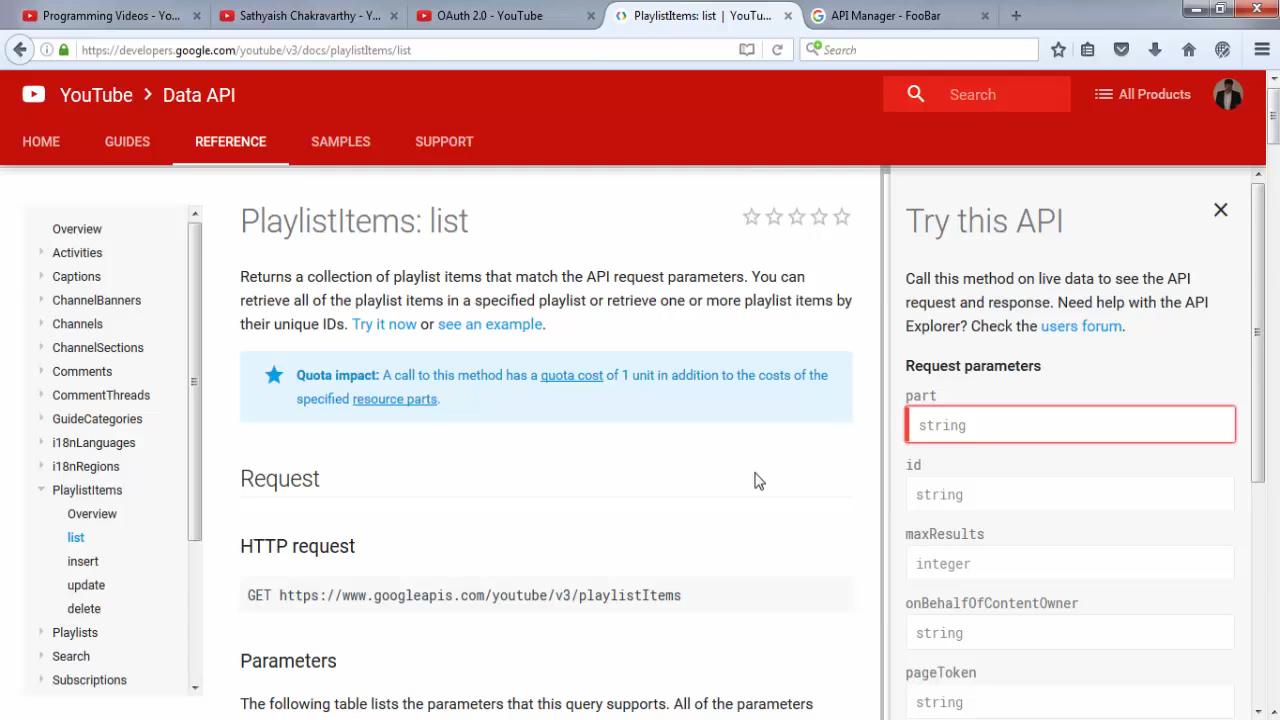 Programming Videos - Yo...
Sathyaish Chakravarthy - Y...
OAuth 2.0 - YouTube
PlaylistItems: list | YouTu...
API Manager - FooBar
https://developers.google.com/youtube/v3/docs/playlistItems/list
Search
YouTube > Data API
Search
All Products
HOME
GUIDES
REFERENCE
SAMPLES
SUPPORT
Overview
Activities
Captions
ChannelBanners
Channels
ChannelSections
Comments
CommentThreads
GuideCategories
i18nLanguages
i18nRegions
PlaylistItems
Overview
list
insert
update
delete
Playlists
Search
Subscriptions
PlaylistItems: list
Returns a collection of playlist items that match the API request parameters. You can
retrieve all of the playlist items in a specified playlist or retrieve one or more playlist items by
their unique IDs. Try it now or see an example.
Quota impact: A call to this method has a quota cost of 1 unit in addition to the costs of the
specified resource parts.
Request
HTTP request
GET https://www.googleapis.com/youtube/v3/playlistItems
Parameters
The following table lists the parameters that this query supports. All of the parameters
Try this API
Call this method on live data to see the API
request and response. Need help with the API
Explorer? Check the users forum.
Request parameters
part
string
id
string
maxResults
integer
onBehalfOfContentOwner
string
pageToken
string